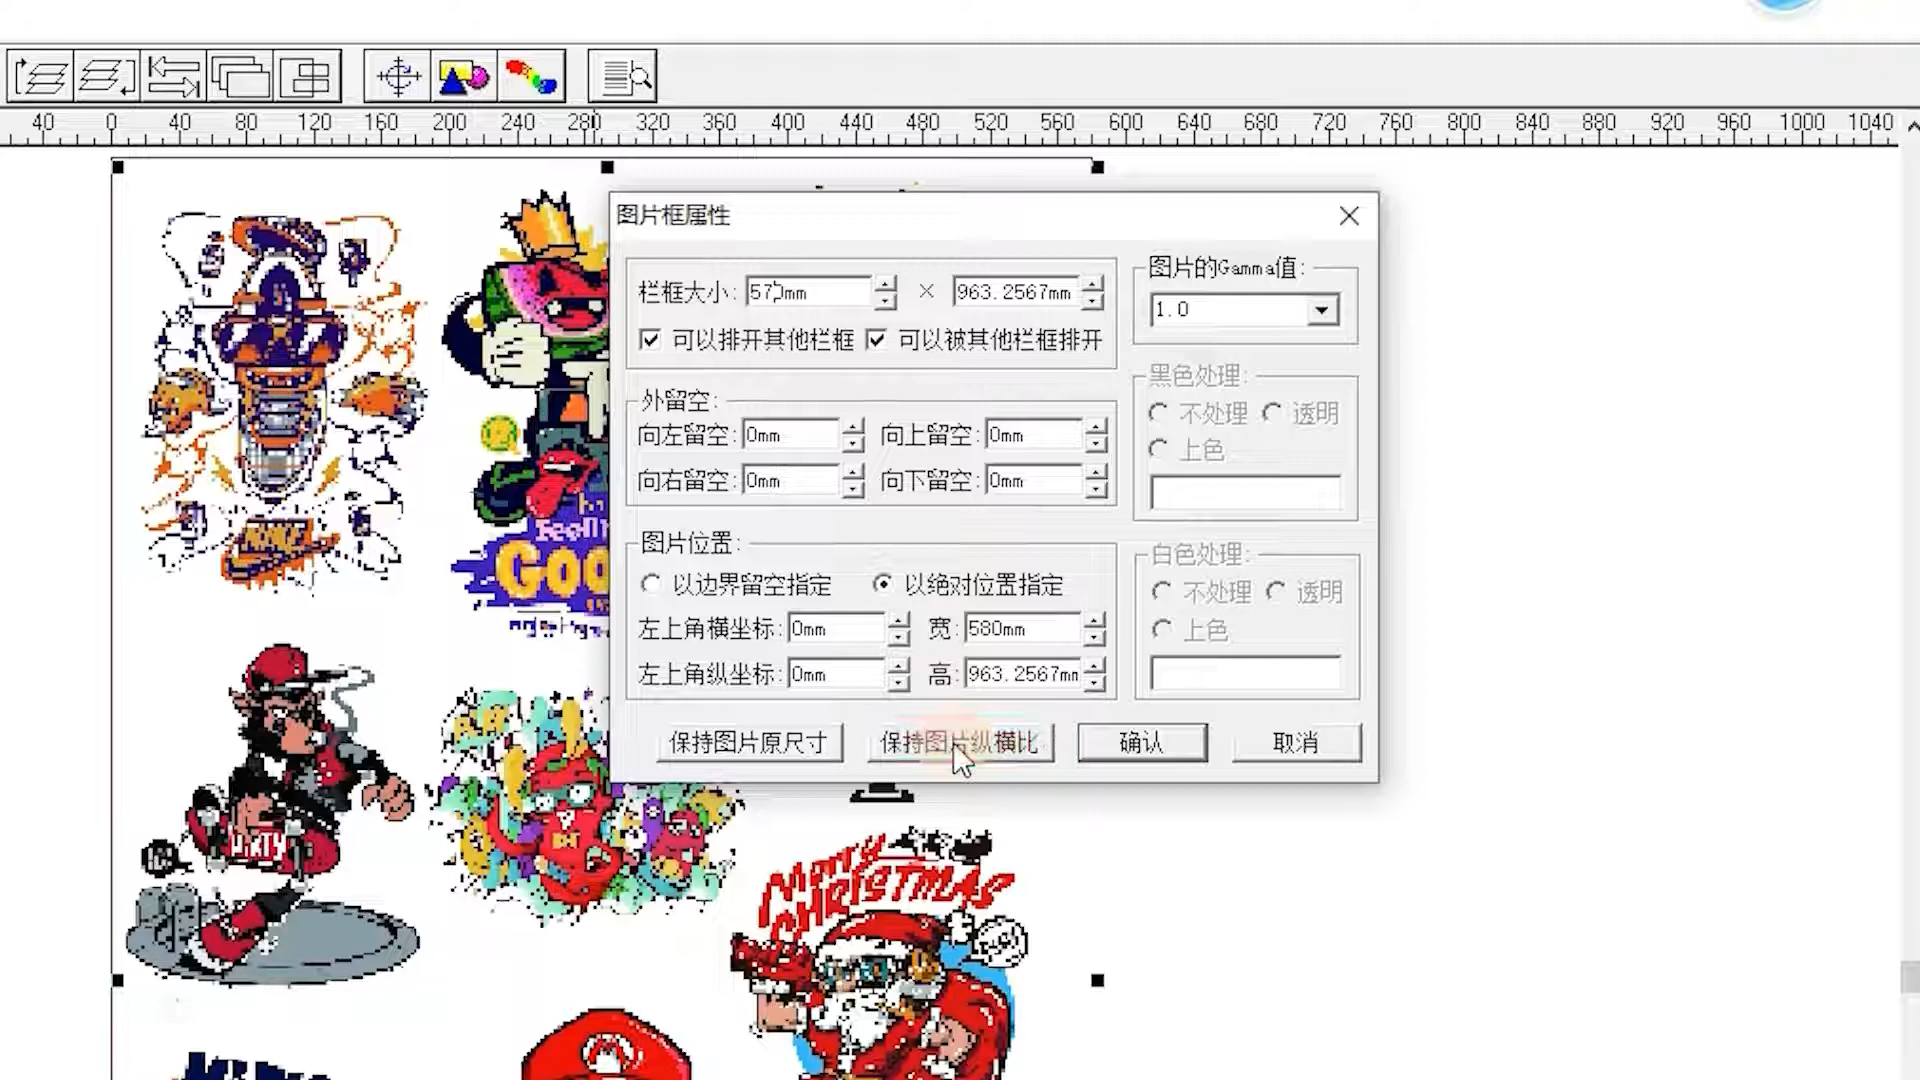 40 0 40 80 120 160 200 240 280 320 360 400 440 480 520 560 600 640 680 720 760 800 840 880 920 960 1000 1040
图片框属性
栏框大小: 570mm × 963.2567mm
可以排开其他栏框 可以被其他栏框排开
图片的Gamma值:
1.0
外留空:
向左留空: 0mm 向上留空: 0mm
向右留空: 0mm 向下留空: 0mm
黑色处理:
不处理 透明
上色
图片位置:
以边界留空指定 以绝对位置指定
左上角横坐标: 0mm 宽: 580mm
左上角纵坐标: 0mm 高: 963.2567mm
白色处理:
不处理 透明
上色
保持图片原尺寸 保持图片纵横比 确认 取消
GOO
Merry
CHRISTMAS